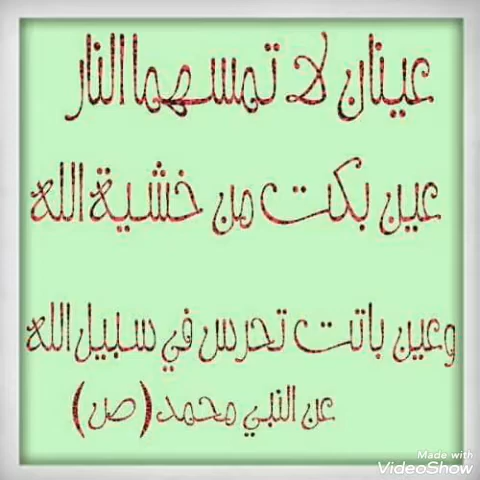 عينان لا تمسهما النار
عين بكت من خشية الله
وعين باتت تحرس في سبيل الله
عن النبي محمد (ص)
Made with
VideoShow